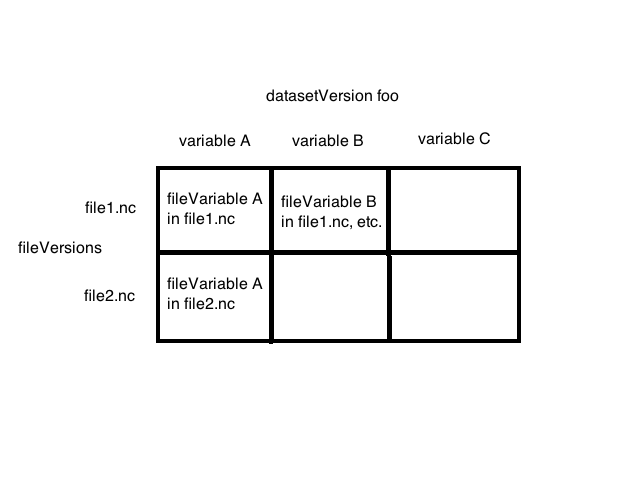 datasetVersion foo
variable A
variable B
variable C
file1.nc
fileVariable A
in file1.nc
fileVariable B
in file1.nc, etc.
fileVersions
file2.nc
fileVariable A
in file2.nc